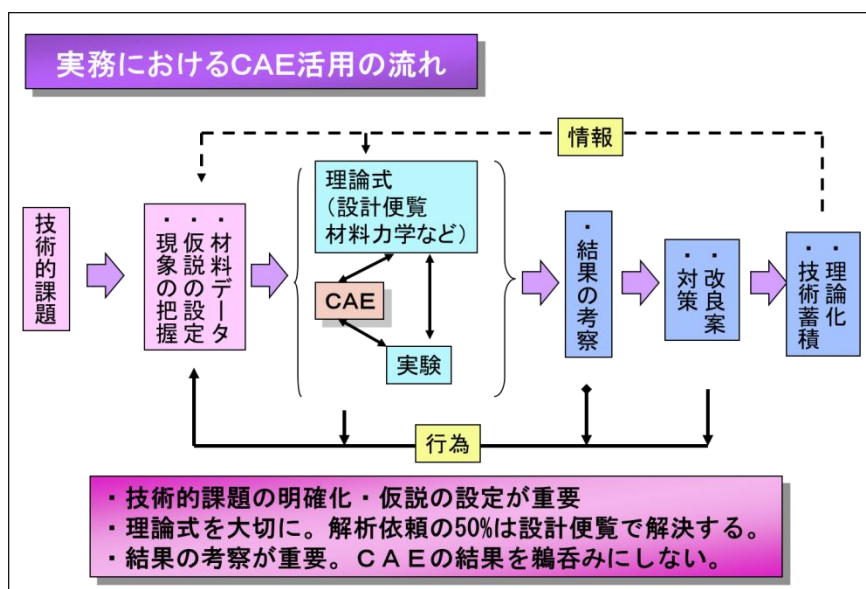 実務におけるCAE活用の流れ
情報
技術的課題
・材料データ
・仮説の設定
・現象の把握
理論式
(設計便覧
材料力学など)
CAE
実験
・結果の考察
・改良案
・対策
・理論化
・技術蓄積
行為
・技術的課題の明確化・仮説の設定が重要
・理論式を大切に。解析依頼の50%は設計便覧で解決する。
・結果の考察が重要。CAEの結果を鵜呑みにしない。